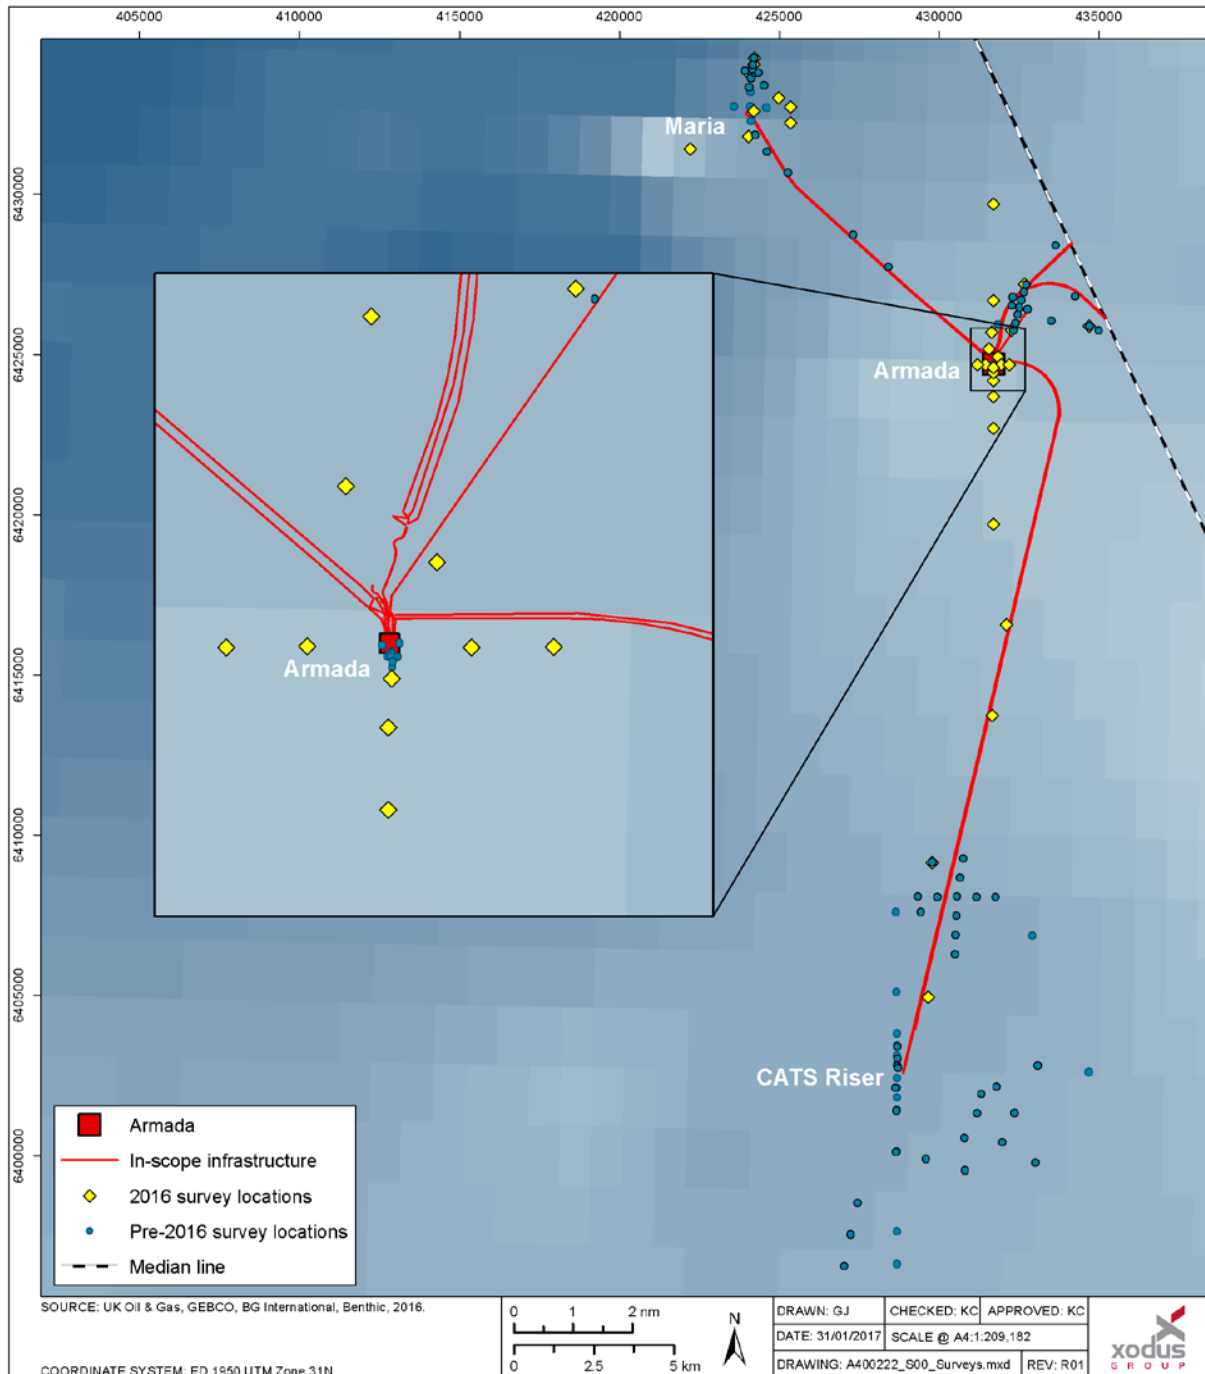 405000 410000 415000 420000 425000 430000 435000
6430000
6425000
6420000
6415000
6410000
6405000
6400000
Maria
Armada
Armada
CATS Riser
Armada
In-scope infrastructure
2016 survey locations
Pre-2016 survey locations
Median line
SOURCE: UK Oil & Gas, GEBCO, BG International, Benthic, 2016.
COORDINATE SYSTEM: ED 1950 UTM Zone 31N
0 1 2 nm
0 2.5 5 km
N
DRAWN: GJ CHECKED: KC APPROVED: KC
DATE: 31/01/2017 SCALE @ A4:1:209,182
DRAWING: A400222_S00_Surveys.mxd REV: R01
xodus
GROUP